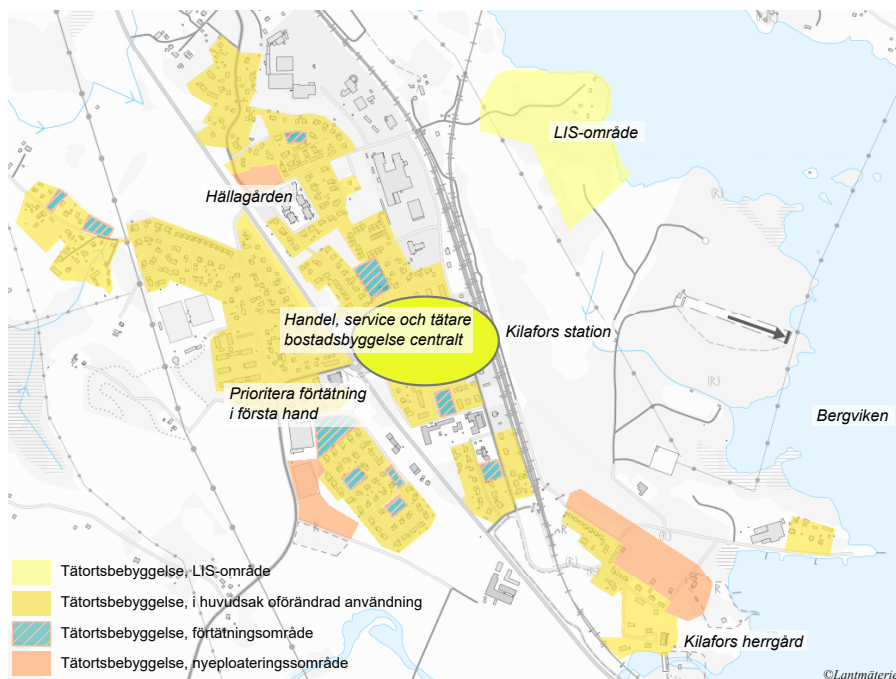 LIS-område
Hällagården
Handel, service och tätare
bostadsbyggelse centralt
Kilafors station
Prioritera förtätning
i första hand
Bergviken
(R)
(R)
(R)
(R)
(R)
(R)
Tätortsbebyggelse, LIS-område
Tätortsbebyggelse, i huvudsak oförändrad användning
Tätortsbebyggelse, förtätningsområde
Tätortsbebyggelse, nyeploateringssområde
Kilafors herrgård
©Lantmäterie